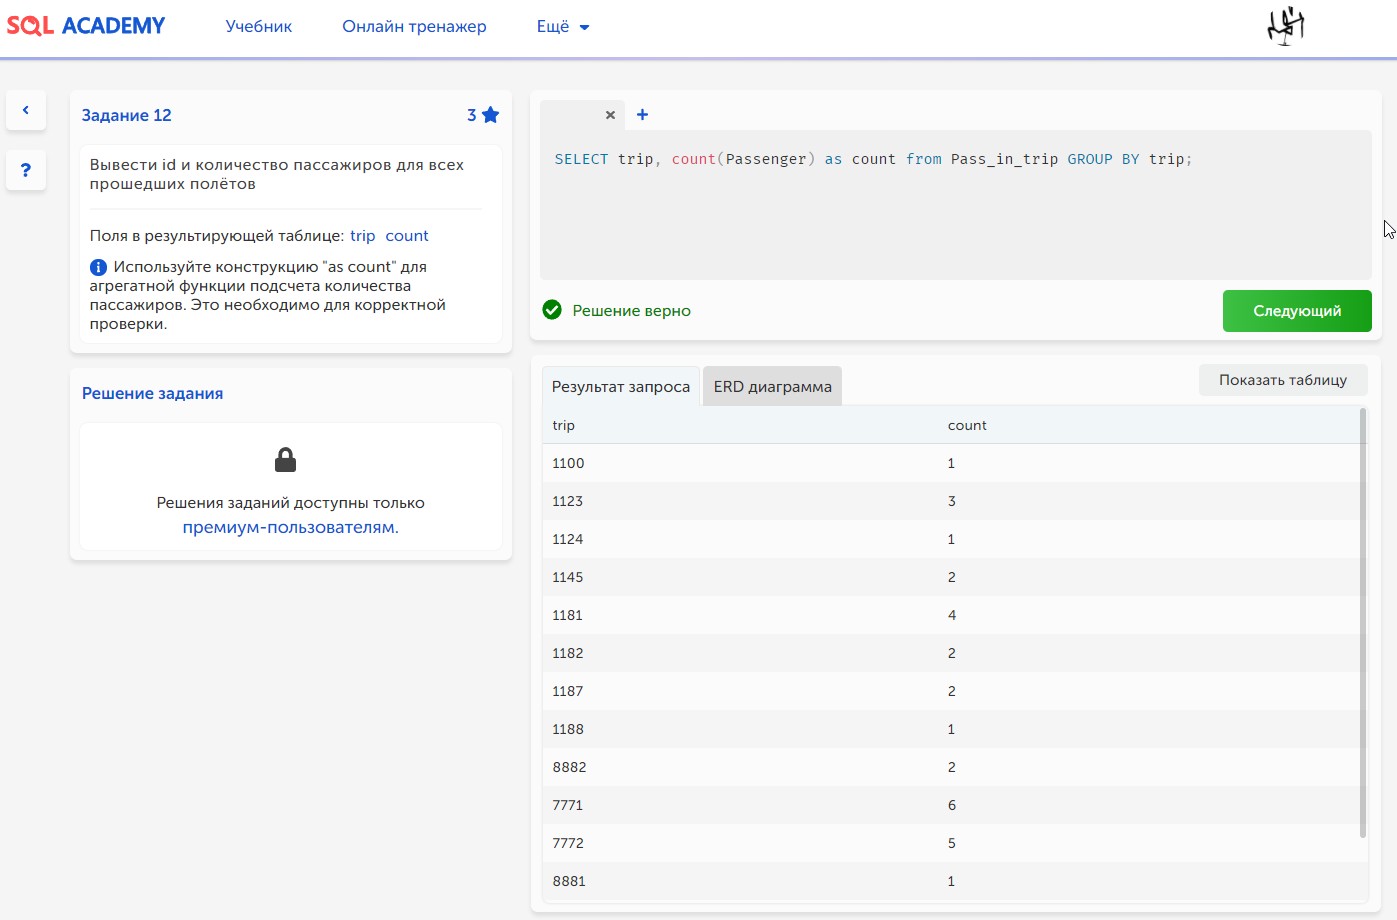 SQL ACADEMY
Учебник
Онлайн тренажер
Ещё
Задание 12
3
Вывести id и количество пассажиров для всех
прошедших полётов
Поля в результирующей таблице: trip count
Используйте конструкцию "as count" для
агрегатной функции подсчета количества
пассажиров. Это необходимо для корректной
проверки.
Решение задания
Решения заданий доступны только
премиум-пользователям.
SELECT trip, count(Passenger) as count from Pass_in_trip GROUP BY trip;
Решение верно
Следующий
Результат запроса
ERD диаграмма
Показать таблицу
trip count
1100 1
1123 3
1124 1
1145 2
1181 4
1182 2
1187 2
1188 1
8882 2
7771 6
7772 5
8881 1